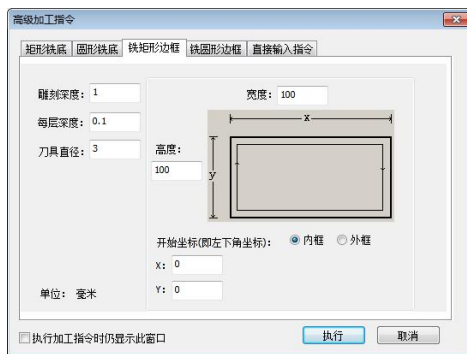 高级加工指令
矩形铣底 圆形铣底 铣矩形边框 铣圆形边框 直接输入指令
雕刻深度: 1
每层深度: 0.1
刀具直径: 3
宽度: 100
x
高度:
100
y
开始坐标(即左下角坐标): 内框 外框
X: 0
Y: 0
单位: 毫米
执行加工指令时仍显示此窗口 执行 取消